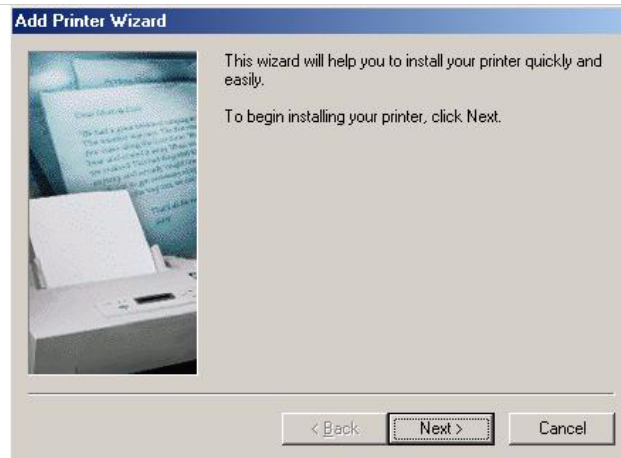 Add Printer Wizard
This wizard will help you to install your printer quickly and
easily.
To begin installing your printer, click Next.
< Back
Next >
Cancel